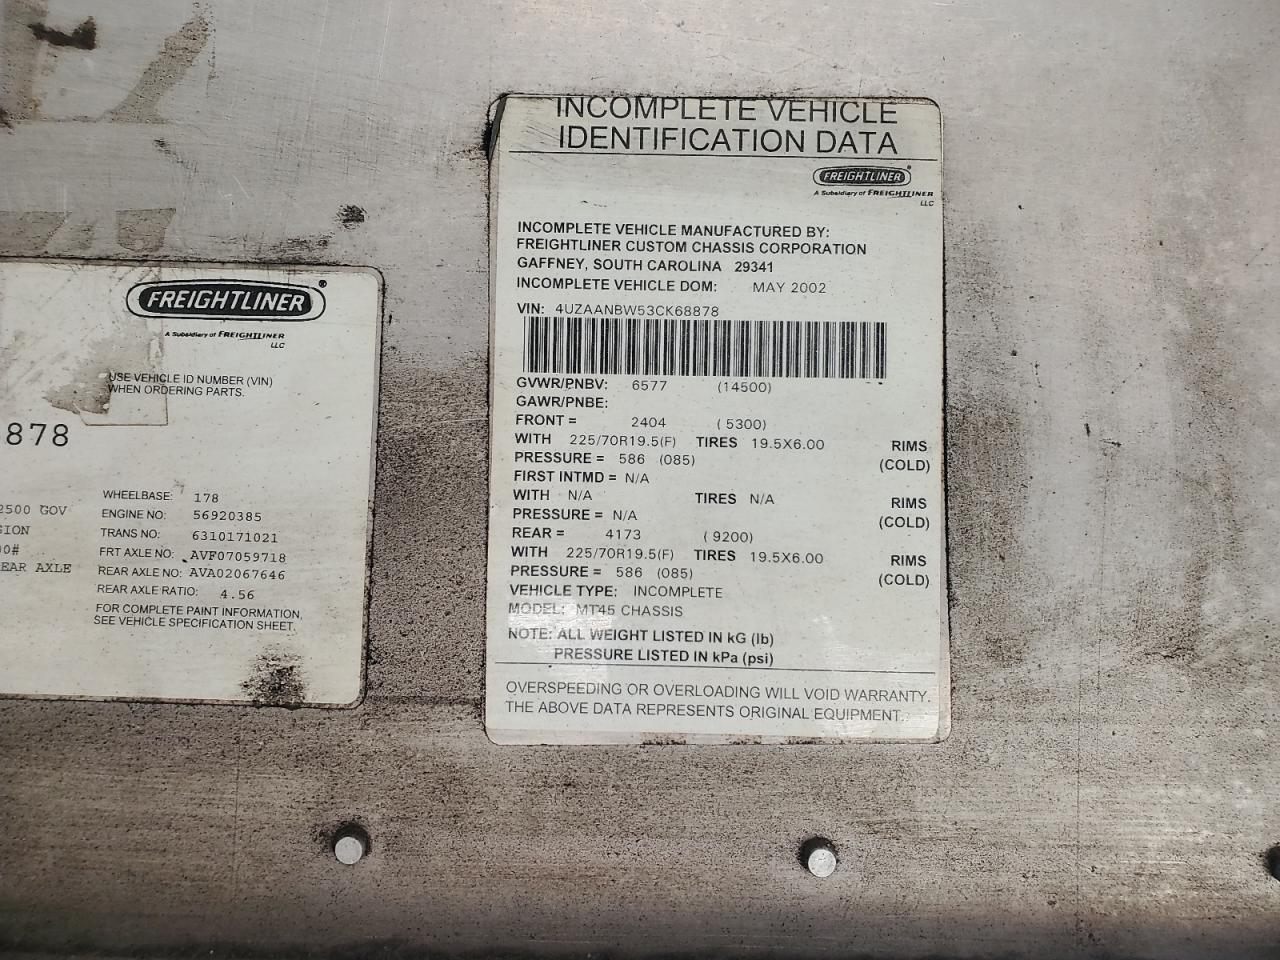 FREIGHTLINER®
A Subsidiary of FREIGHTLINER
LLC
USE VEHICLE ID NUMBER (VIN)
WHEN ORDERING PARTS.
878
2500 GOV
EAR AXLE
WHEELBASE: 178
ENGINE NO: 56920385
TRANS NO: 6310171021
FRT AXLE NO: AVF07059718
REAR AXLE NO: AVA02067646
REAR AXLE RATIO: 4.56
FOR COMPLETE PAINT INFORMATION,
SEE VEHICLE SPECIFICATION SHEET.
INCOMPLETE VEHICLE
IDENTIFICATION DATA
FREIGHTLINER®
A Subsidiary of FREIGHTLINER
LLC
INCOMPLETE VEHICLE MANUFACTURED BY:
FREIGHTLINER CUSTOM CHASSIS CORPORATION
GAFFNEY, SOUTH CAROLINA 29341
INCOMPLETE VEHICLE DOM: MAY 2002
VIN: 4UZAANBW53CK68878
GVWR/PNBV: 6577 (14500)
GAWR/PNBE:
FRONT = 2404 ( 5300)
WITH 225/70R19.5(F) TIRES 19.5X6.00 RIMS
PRESSURE = 586 (085) (COLD)
FIRST INTMD = N/A
WITH N/A TIRES N/A RIMS
PRESSURE = N/A (COLD)
REAR = 4173 ( 9200)
WITH 225/70R19.5(F) TIRES 19.5X6.00 RIMS
PRESSURE = 586 (085) (COLD)
VEHICLE TYPE: INCOMPLETE
MODEL: MT45 CHASSIS
NOTE: ALL WEIGHT LISTED IN kG (lb)
PRESSURE LISTED IN kPa (psi)
OVERSPEEDING OR OVERLOADING WILL VOID WARRANTY.
THE ABOVE DATA REPRESENTS ORIGINAL EQUIPMENT.